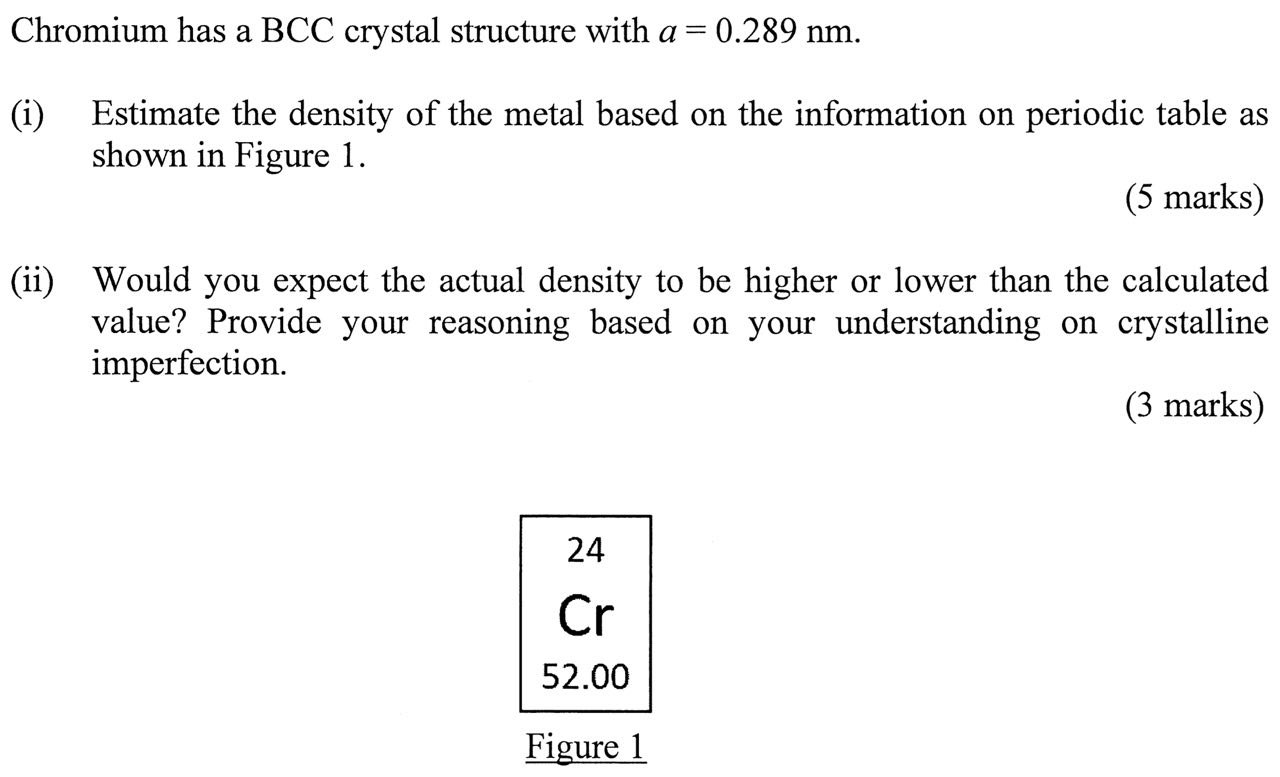 Chromium has a BCC crystal structure with a = 0.289 nm.
(i) Estimate the density of the metal based on the information on periodic table as
shown in Figure 1.
(5 marks)
(ii) Would you expect the actual density to be higher or lower than the calculated
value? Provide your reasoning based on your understanding on crystalline
imperfection.
(3 marks)
24
Cr
52.00
Figure 1